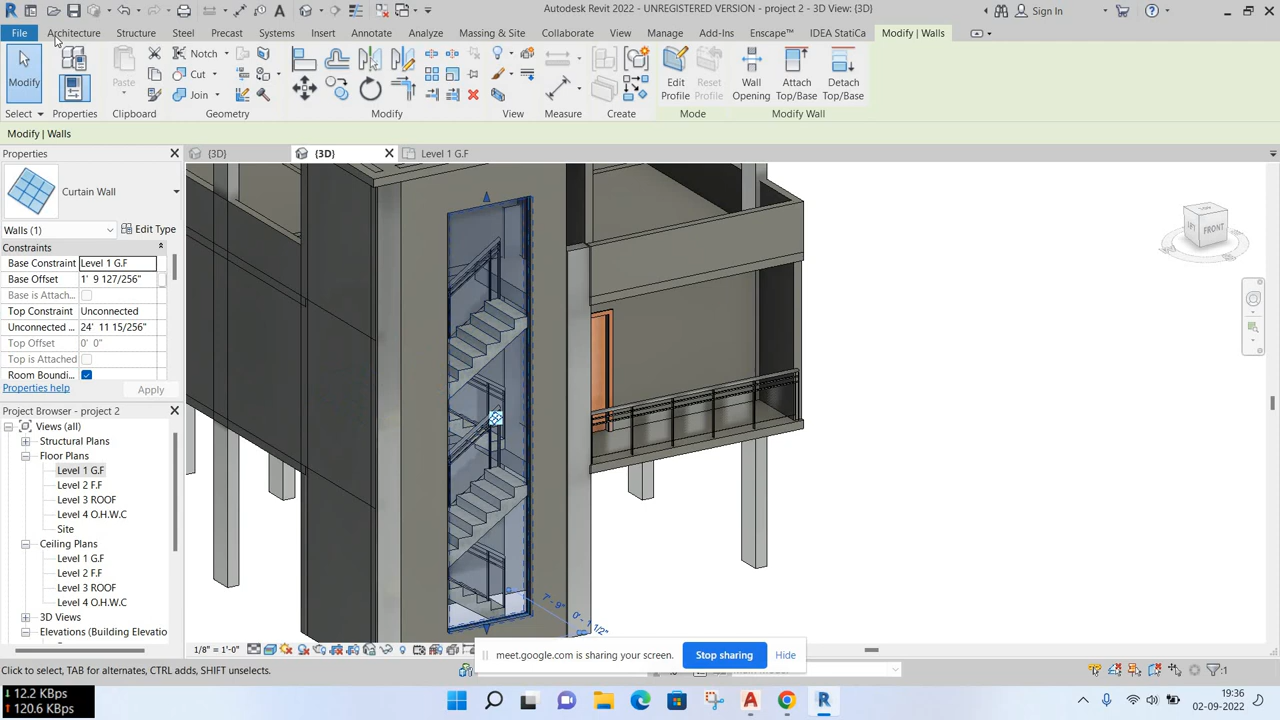 Autodesk Revit 2022 - UNREGISTERED VERSION - project 2 - 3D View: {3D}
Sign In
File Architecture Structure Steel Precast Systems Insert Annotate Analyze Massing & Site Collaborate View Manage Add-Ins Enscape™ IDEA StatiCa Modify | Walls
Modify
Paste
Notch
Cut
Join
Edit Profile
Reset Profile
Wall Opening
Attach Top/Base
Detach Top/Base
Select Properties Clipboard Geometry Modify View Measure Create Mode Modify Wall
Modify | Walls
Properties
{3D} {3D} Level 1 G.F
Curtain Wall
Walls (1) Edit Type
Constraints
Base Constraint Level 1 G.F
Base Offset 1' 9 127/256"
Base is Attach...
Top Constraint Unconnected
Unconnected ... 24' 11 15/256"
Top Offset 0' 0"
Top is Attached
Room Boundi...
Properties help Apply
Project Browser - project 2
Views (all)
Structural Plans
Floor Plans
Level 1 G.F
Level 2 F.F
Level 3 ROOF
Level 4 O.H.W.C
Site
Ceiling Plans
Level 1 G.F
Level 2 F.F
Level 3 ROOF
Level 4 O.H.W.C
3D Views
Elevations (Building Elevatio
FRONT
7' - 9" 0' - 1 1/2"
1/8" = 1'-0"
meet.google.com is sharing your screen. Stop sharing Hide
Click to select, TAB for alternates, CTRL adds, SHIFT unselects.
:1
12.2 KBps
120.6 KBps
19:36
02-09-2022